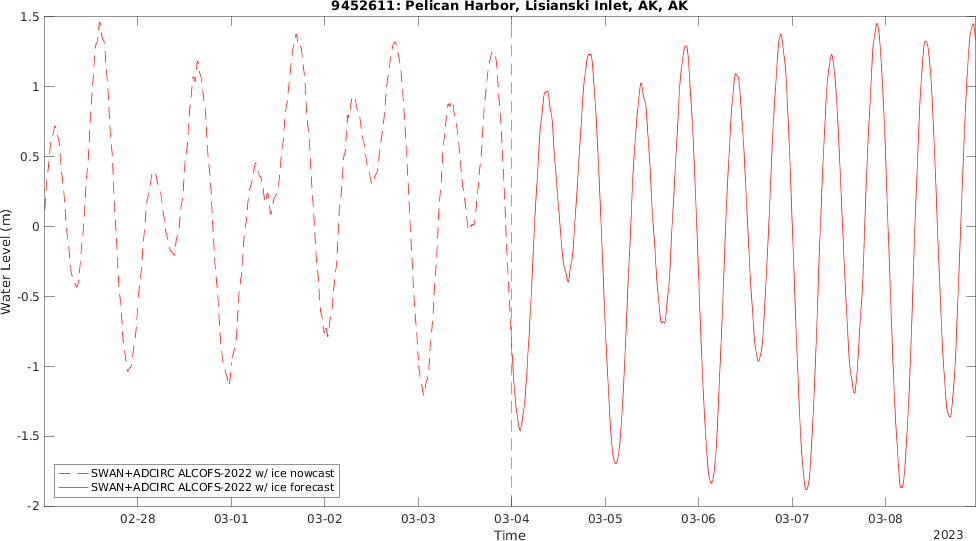 9452611: Pelican Harbor, Lisianski Inlet, AK, AK
1.5
1
0.5
0
-0.5
-1
-1.5
-2
Water Level (m)
SWAN+ADCIRC ALCOFS-2022 w/ ice nowcast
SWAN+ADCIRC ALCOFS-2022 w/ ice forecast
02-28 03-01 03-02 03-03 03-04 03-05 03-06 03-07 03-08
Time
2023